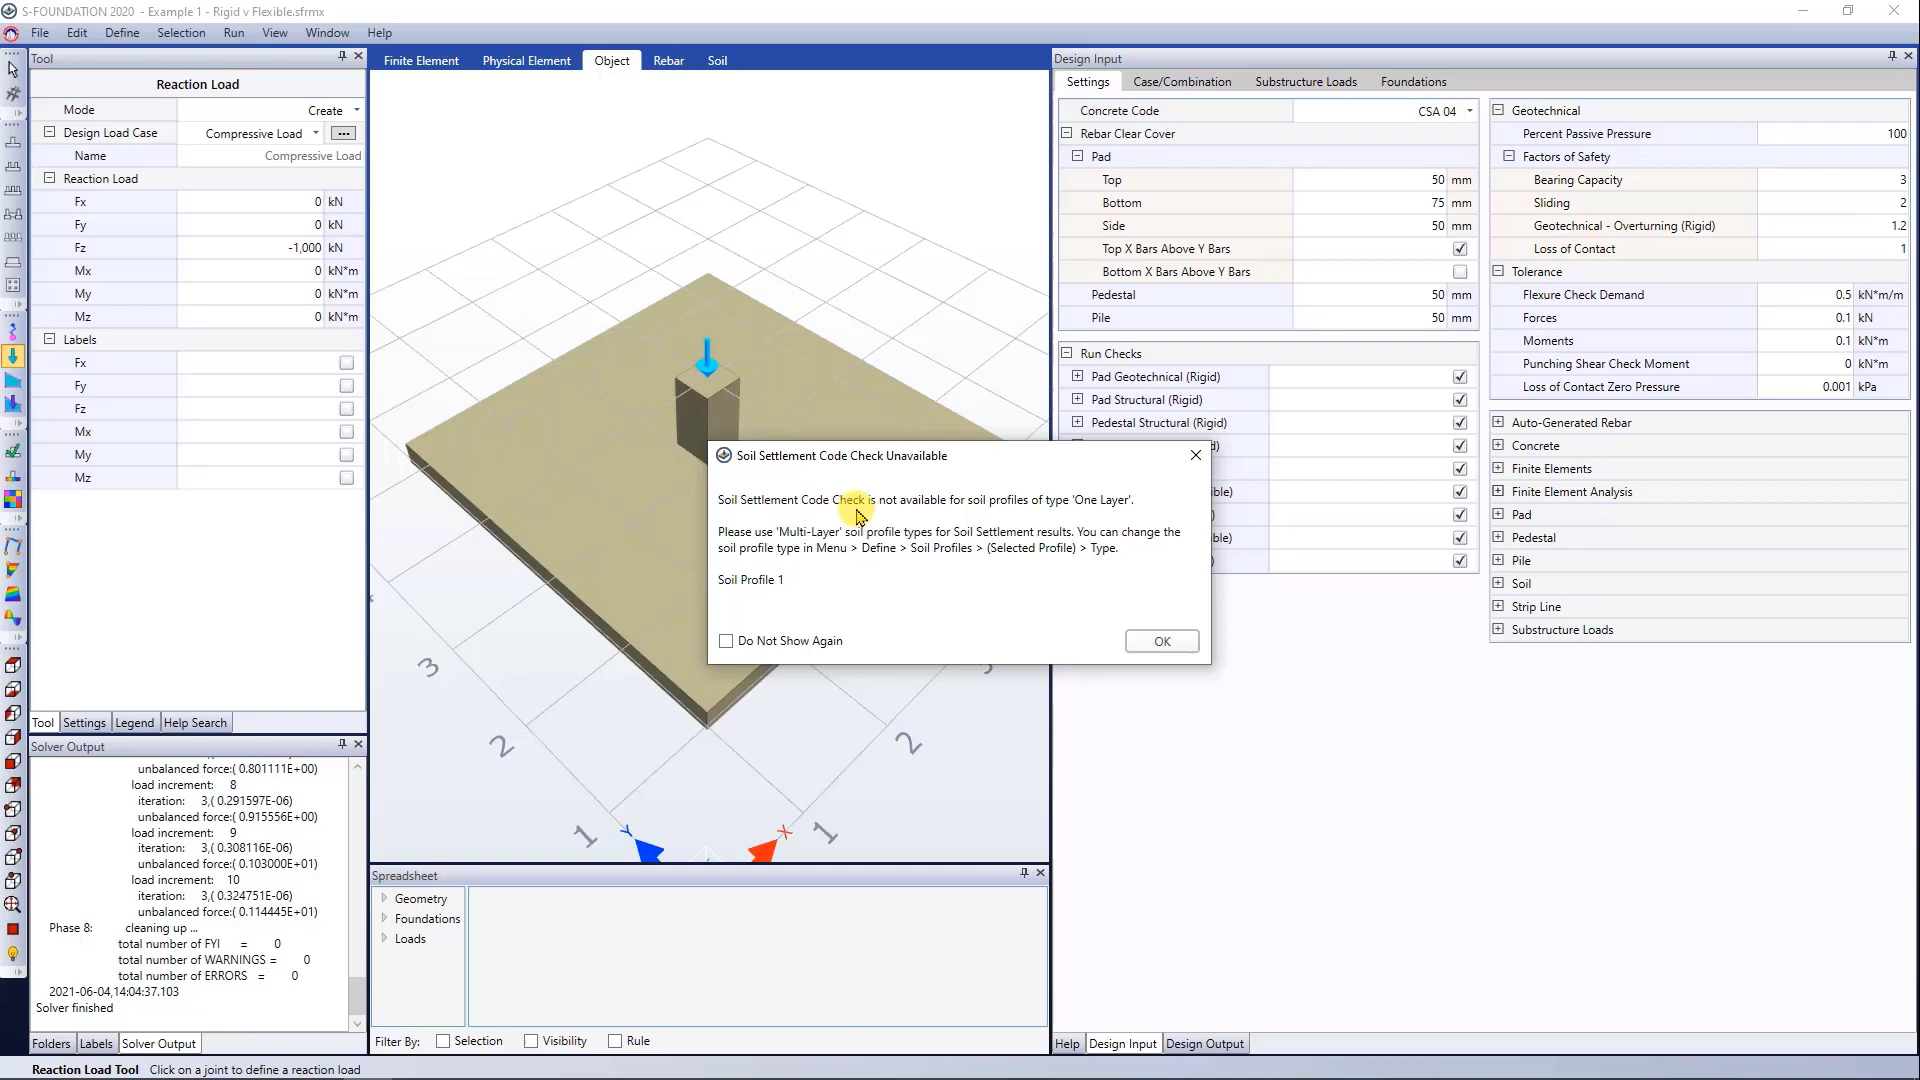 S-FOUNDATION 2020 - Example 1 - Rigid v Flexible.sfrmx
File Edit Define Selection Run View Window Help
Tool
Reaction Load
Mode Create
Design Load Case Compressive Load ...
Name Compressive Load
Reaction Load
Fx 0 kN
Fy 0 kN
Fz -1,000 kN
Mx 0 kN*m
My 0 kN*m
Mz 0 kN*m
Labels
Fx
Fy
Fz
Mx
My
Mz
Tool Settings Legend Help Search
Solver Output
unbalanced force:( 0.801111E+00)
load increment: 8
iteration: 3,( 0.291597E-06)
unbalanced force:( 0.915556E+00)
load increment: 9
iteration: 3,( 0.308116E-06)
unbalanced force:( 0.103000E+01)
load increment: 10
iteration: 3,( 0.324751E-06)
unbalanced force:( 0.114445E+01)
Phase 8: cleaning up ...
total number of FYI = 0
total number of WARNINGS = 0
total number of ERRORS = 0
2021-06-04,14:04:37.103
Solver finished
Folders Labels Solver Output
Finite Element Physical Element Object Rebar Soil
3
2
1
Y
X
1
2
Soil Settlement Code Check Unavailable
Soil Settlement Code Check is not available for soil profiles of type 'One Layer'.
Please use 'Multi-Layer' soil profile types for Soil Settlement results. You can change the
soil profile type in Menu > Define > Soil Profiles > (Selected Profile) > Type.
Soil Profile 1
Do Not Show Again OK
Spreadsheet
Geometry
Foundations
Loads
Filter By: Selection Visibility Rule
Design Input
Settings Case/Combination Substructure Loads Foundations
Concrete Code CSA 04
Rebar Clear Cover
Pad
Top 50 mm
Bottom 75 mm
Side 50 mm
Top X Bars Above Y Bars
Bottom X Bars Above Y Bars
Pedestal 50 mm
Pile 50 mm
Run Checks
Pad Geotechnical (Rigid)
Pad Structural (Rigid)
Pedestal Structural (Rigid)
Geotechnical
Percent Passive Pressure 100
Factors of Safety
Bearing Capacity 3
Sliding 2
Geotechnical - Overturning (Rigid) 1.2
Loss of Contact 1
Tolerance
Flexure Check Demand 0.5 kN*m/m
Forces 0.1 kN
Moments 0.1 kN*m
Punching Shear Check Moment 0 kN*m
Loss of Contact Zero Pressure 0.001 kPa
Auto-Generated Rebar
Concrete
Finite Elements
Finite Element Analysis
Pad
Pedestal
Pile
Soil
Strip Line
Substructure Loads
Help Design Input Design Output
Reaction Load Tool Click on a joint to define a reaction load